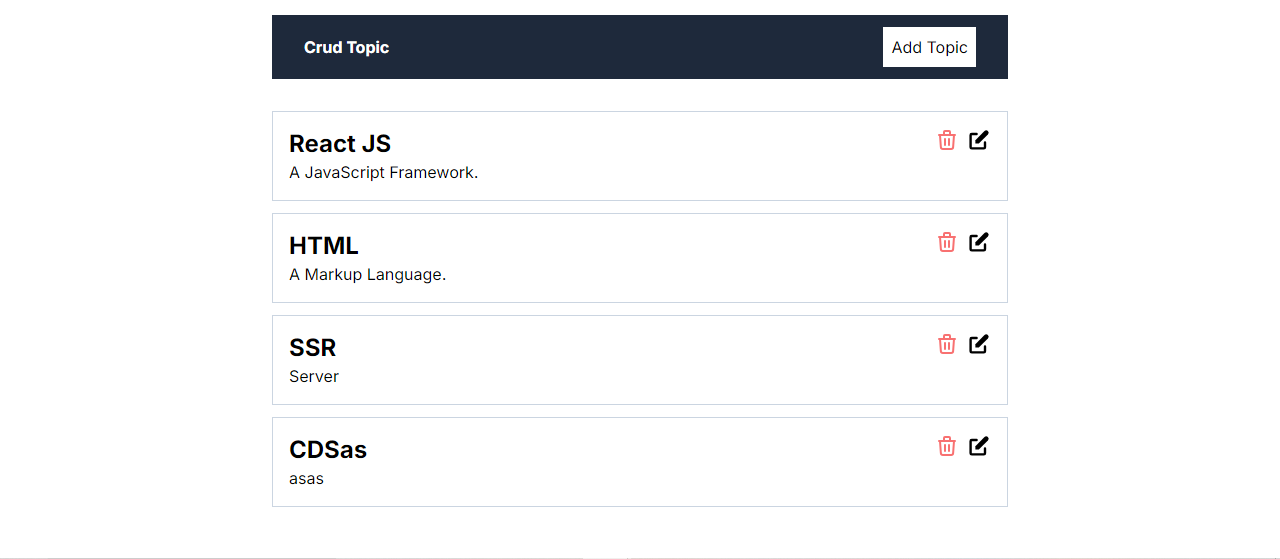 Crud Topic
Add Topic
React JS
A JavaScript Framework.
HTML
A Markup Language.
SSR
Server
CDSas
asas